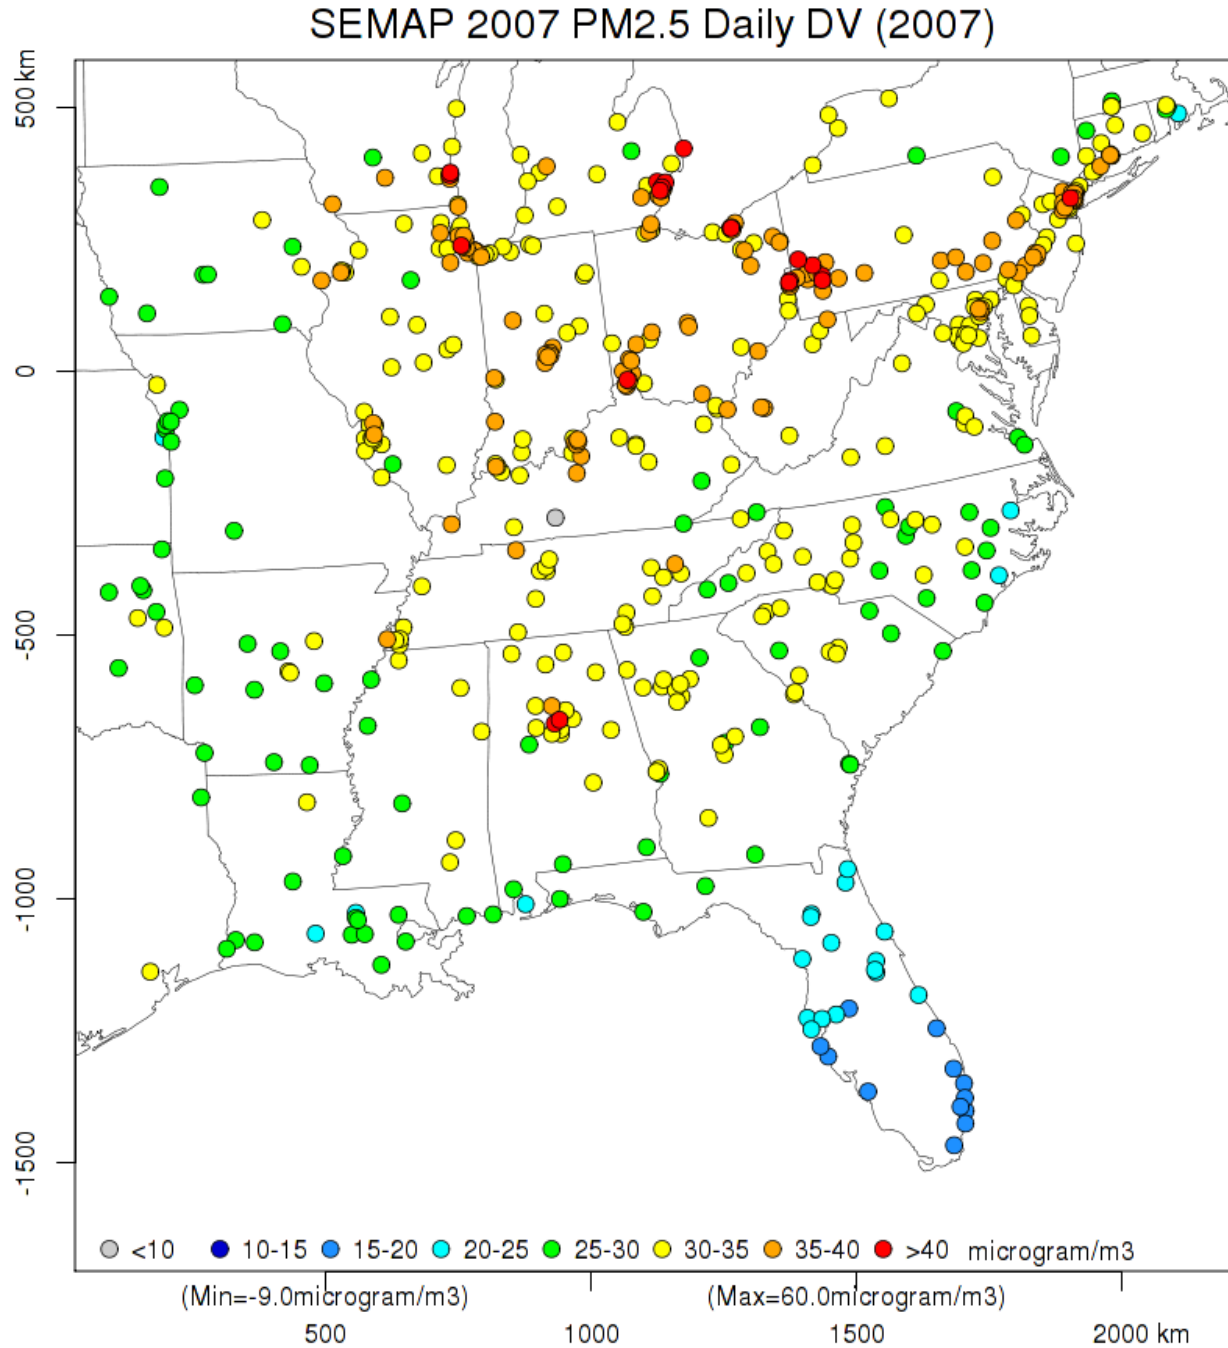 SEMAP 2007 PM2.5 Daily DV (2007)
500 km
0
-500
-1000
-1500
<10 10-15 15-20 20-25 25-30 30-35 35-40 >40 microgram/m3
(Min=-9.0microgram/m3) (Max=60.0microgram/m3)
500 1000 1500 2000 km